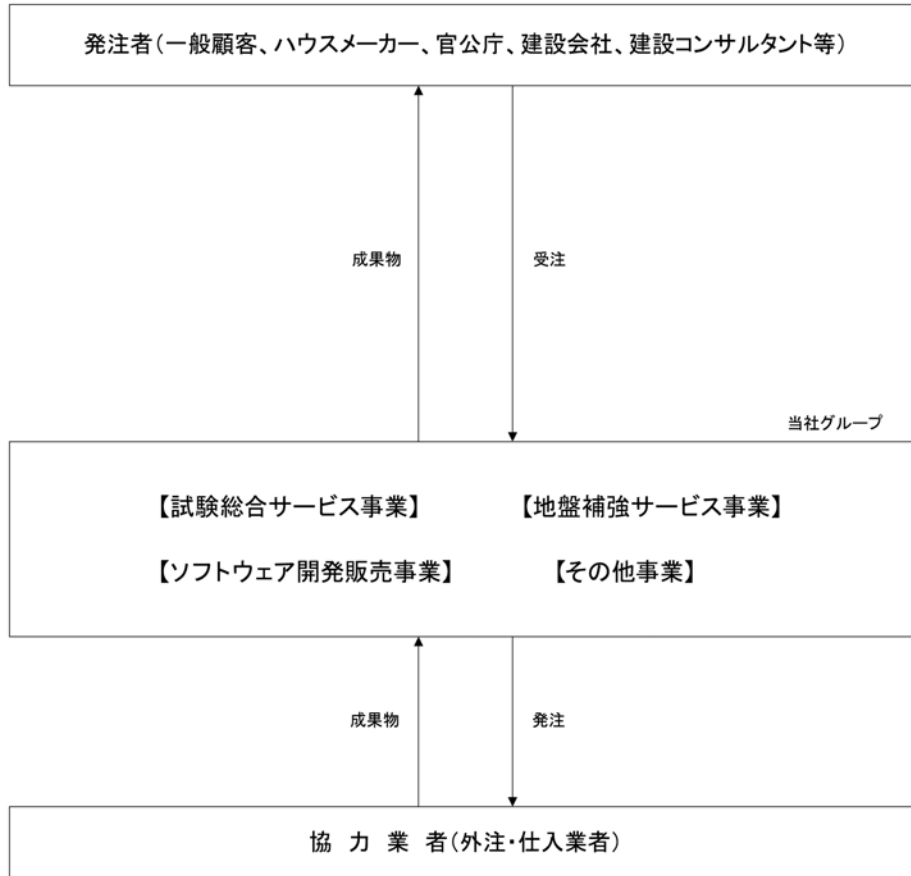 発注者(一般顧客、ハウスメーカー、官公庁、建設会社、建設コンサルタント等)
成果物 受注
当社グループ
【試験総合サービス事業】 【地盤補強サービス事業】
【ソフトウェア開発販売事業】 【その他事業】
成果物 発注
協 力 業 者(外注・仕入業者)